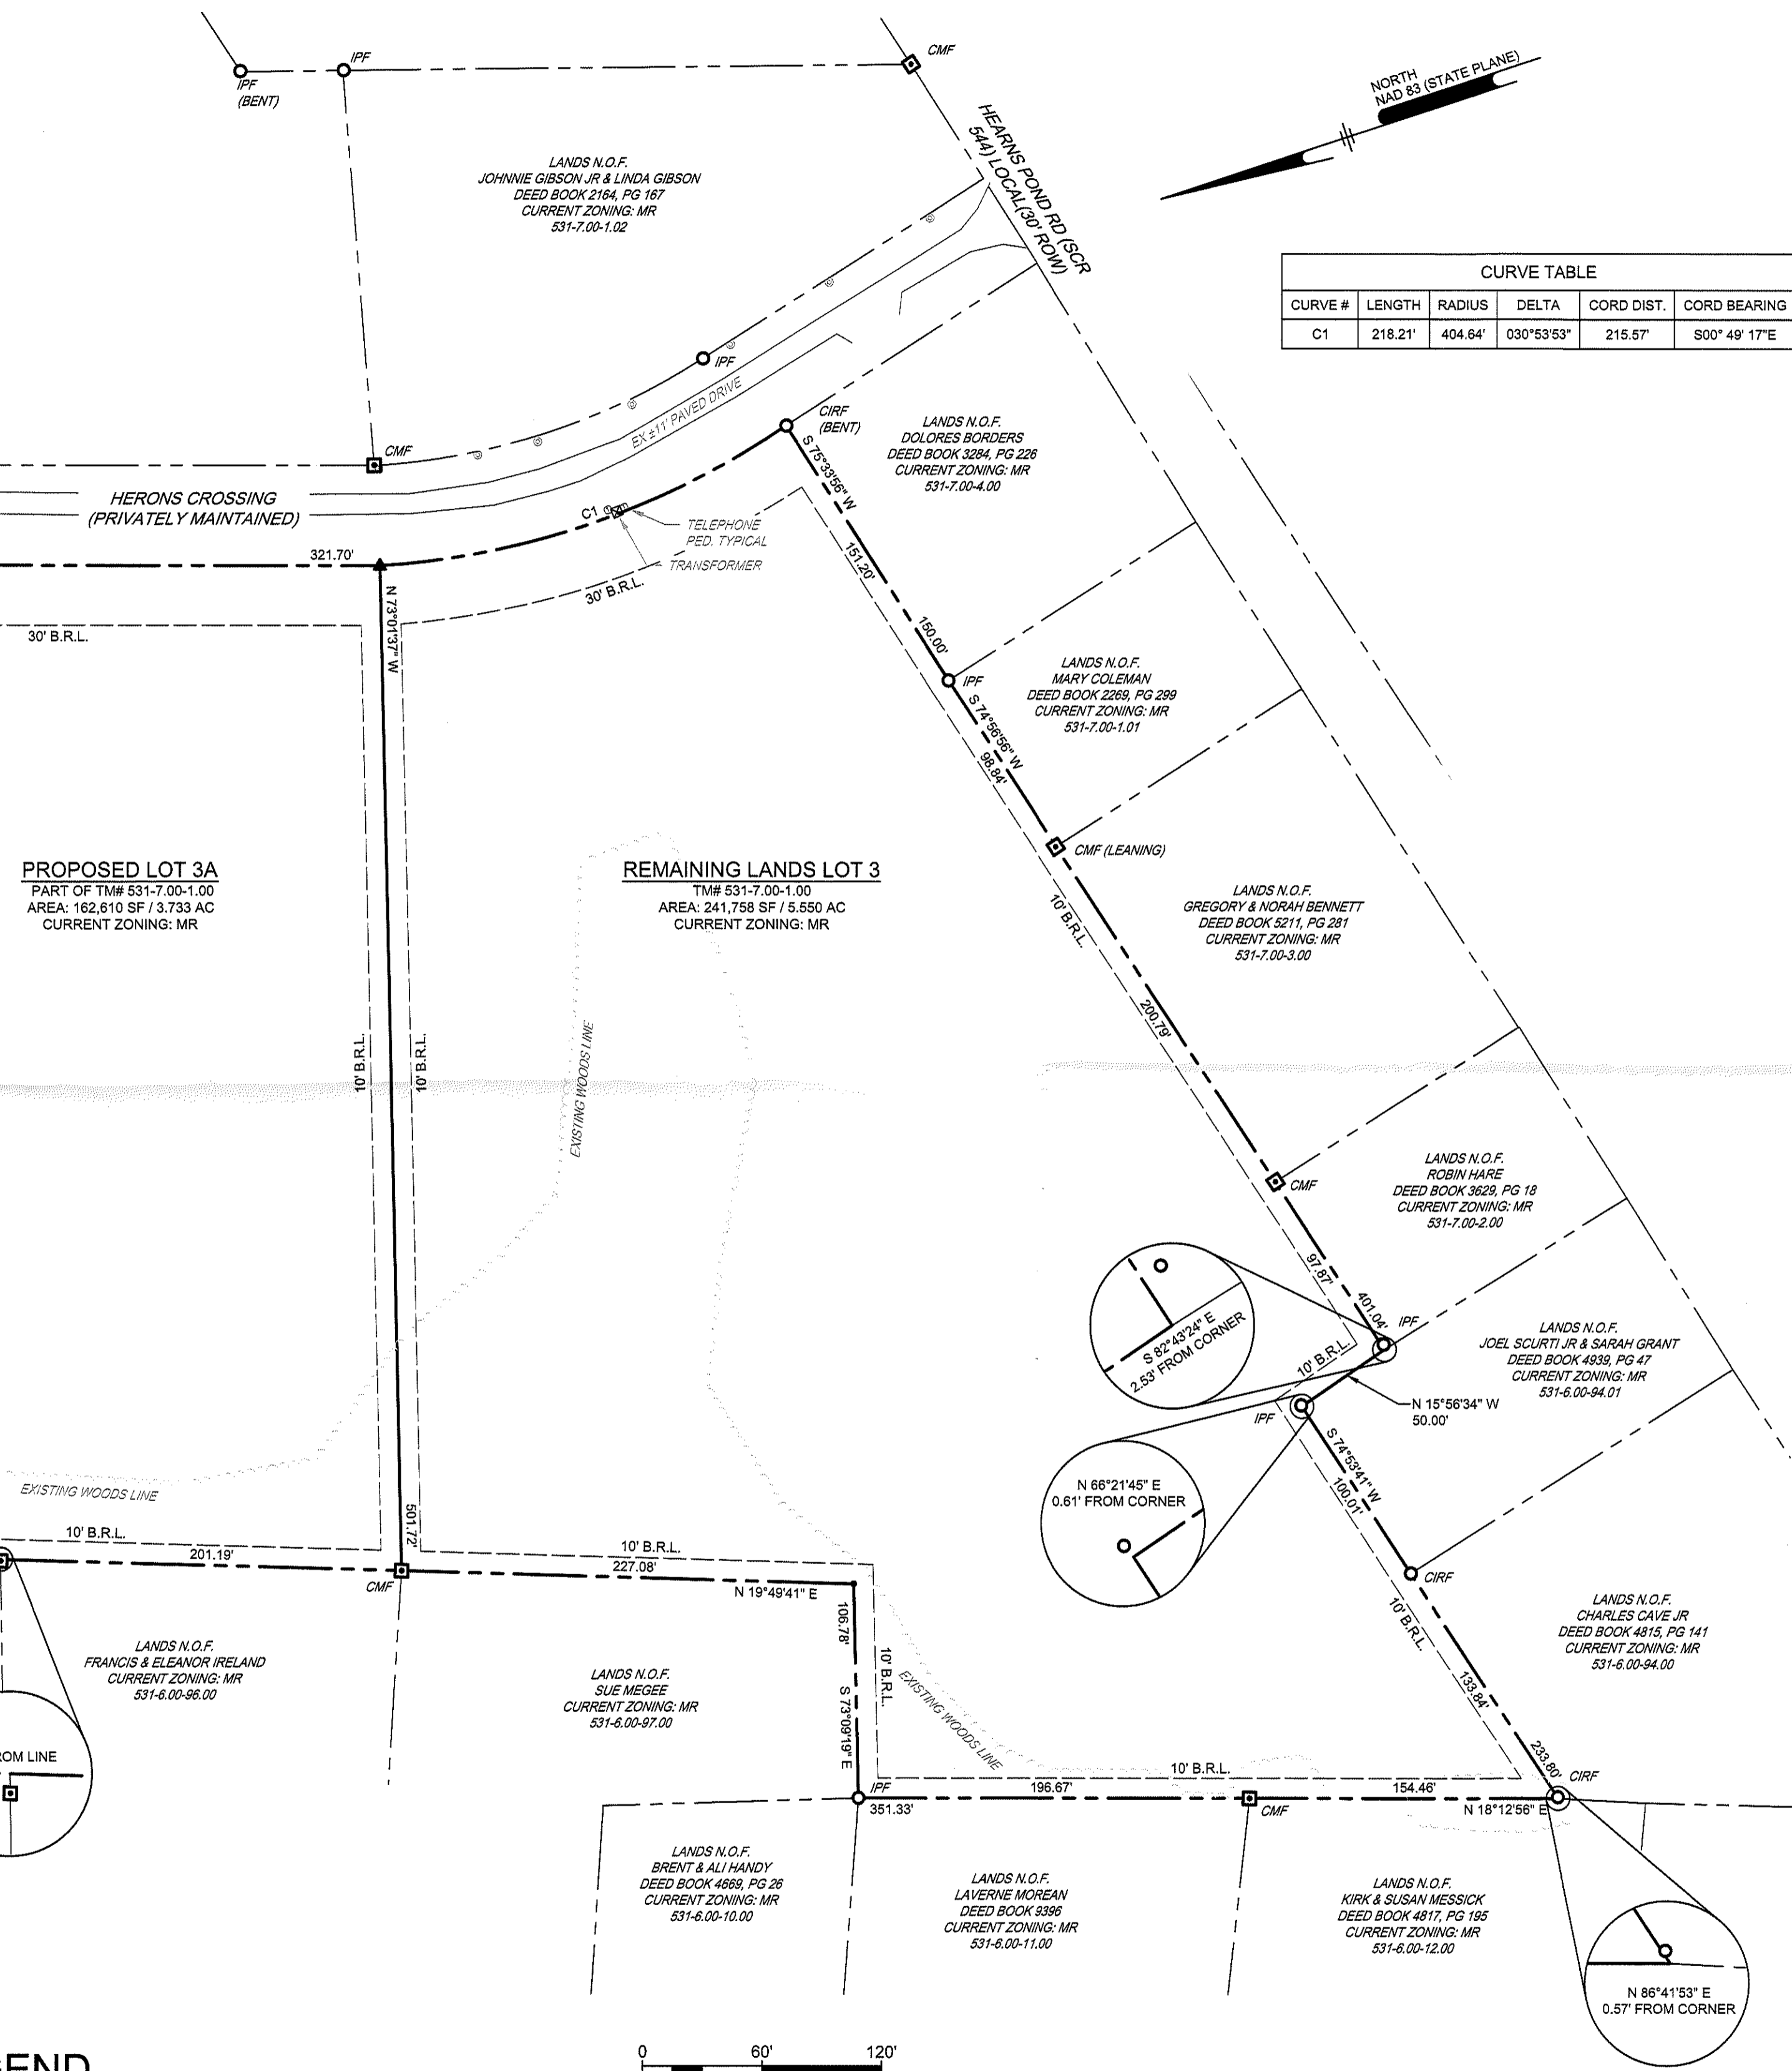 IPF
(BENT)
IPF
CMF
NORTH
NAD 83 (STATE PLANE)
HEARNS POND RD (SCR
544) LOCAL(30' ROW)
LANDS N.O.F.
JOHNNIE GIBSON JR & LINDA GIBSON
DEED BOOK 2164, PG 167
CURRENT ZONING: MR
531-7.00-1.02
CURVE TABLE
CURVE # LENGTH RADIUS DELTA CORD DIST. CORD BEARING
C1 218.21' 404.64' 030°53'53" 215.57' S00° 49' 17"E
IPF
EX ±11' PAVED DRIVE
CMF
CIRF
(BENT)
LANDS N.O.F.
DOLORES BORDERS
DEED BOOK 3284, PG 226
CURRENT ZONING: MR
531-7.00-4.00
HERONS CROSSING
(PRIVATELY MAINTAINED)
C1
TELEPHONE
PED. TYPICAL
TRANSFORMER
321.70'
30' B.R.L.
30' B.R.L.
N 73°01'37" W
S 75°33'56" W
151.20'
150.00'
IPF
LANDS N.O.F.
MARY COLEMAN
DEED BOOK 2269, PG 299
CURRENT ZONING: MR
531-7.00-1.01
S 74°56'56" W
98.84'
CMF (LEANING)
PROPOSED LOT 3A
PART OF TM# 531-7.00-1.00
AREA: 162,610 SF / 3.733 AC
CURRENT ZONING: MR
REMAINING LANDS LOT 3
TM# 531-7.00-1.00
AREA: 241,758 SF / 5.550 AC
CURRENT ZONING: MR
10' B.R.L.
LANDS N.O.F.
GREGORY & NORAH BENNETT
DEED BOOK 5211, PG 281
CURRENT ZONING: MR
531-7.00-3.00
200.79'
10' B.R.L.
10' B.R.L.
EXISTING WOODS LINE
CMF
LANDS N.O.F.
ROBIN HARE
DEED BOOK 3629, PG 18
CURRENT ZONING: MR
531-7.00-2.00
97.87'
401.04'
IPF
S 82°43'24" E
2.53' FROM CORNER
10' B.R.L.
LANDS N.O.F.
JOEL SCURTI JR & SARAH GRANT
DEED BOOK 4939, PG 47
CURRENT ZONING: MR
531-6.00-94.01
N 15°56'34" W
50.00'
IPF
N 66°21'45" E
0.61' FROM CORNER
S 74°53'41" W
100.01'
CIRF
10' B.R.L.
EXISTING WOODS LINE
10' B.R.L.
201.19'
501.72'
CMF
10' B.R.L.
227.08'
N 19°49'41" E
106.78'
S 73°09'19" E
10' B.R.L.
EXISTING WOODS LINE
LANDS N.O.F.
CHARLES CAVE JR
DEED BOOK 4815, PG 141
CURRENT ZONING: MR
531-6.00-94.00
133.84'
233.80'
CIRF
LANDS N.O.F.
FRANCIS & ELEANOR IRELAND
CURRENT ZONING: MR
531-6.00-96.00
LANDS N.O.F.
SUE MEGEE
CURRENT ZONING: MR
531-6.00-97.00
OM LINE
IPF
351.33'
196.67'
10' B.R.L.
CMF
154.46'
N 18°12'56" E
LANDS N.O.F.
BRENT & ALI HANDY
DEED BOOK 4669, PG 26
CURRENT ZONING: MR
531-6.00-10.00
LANDS N.O.F.
LAVERNE MOREAN
DEED BOOK 9396
CURRENT ZONING: MR
531-6.00-11.00
LANDS N.O.F.
KIRK & SUSAN MESSICK
DEED BOOK 4817, PG 195
CURRENT ZONING: MR
531-6.00-12.00
N 86°41'53" E
0.57' FROM CORNER
0 60' 120'